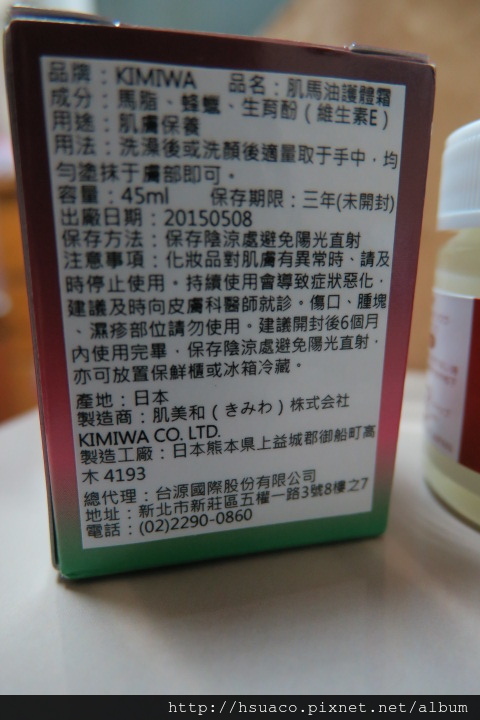 品牌：KIMIWA 品名：肌馬油護體霜
成分：馬脂、蜂蠟、生育酚（維生素E）
用途：肌膚保養
用法：洗澡後或洗顏後適量取于手中，均
勻塗抹于膚部即可。
容量：45ml 保存期限：三年(未開封)
出廠日期：20150508
保存方法：保存陰涼處避免陽光直射
注意事項：化妝品對肌膚有異常時、請及
時停止使用。持續使用會導致症狀惡化，
建議及時向皮膚科醫師就診。傷口、腫塊
、濕疹部位請勿使用。建議開封後6個月
內使用完畢，保存陰涼處避免陽光直射，
亦可放置保鮮櫃或冰箱冷藏。
產地：日本
製造商：肌美和（きみわ）株式会社
KIMIWA CO. LTD.
製造工廠：日本熊本県上益城郡御船町高
木 4193
總代理：台源國際股份有限公司
地址：新北市新莊區五權一路3號8樓之7
電話：(02)2290-0860
http://hsuaco.pixnet.net/album